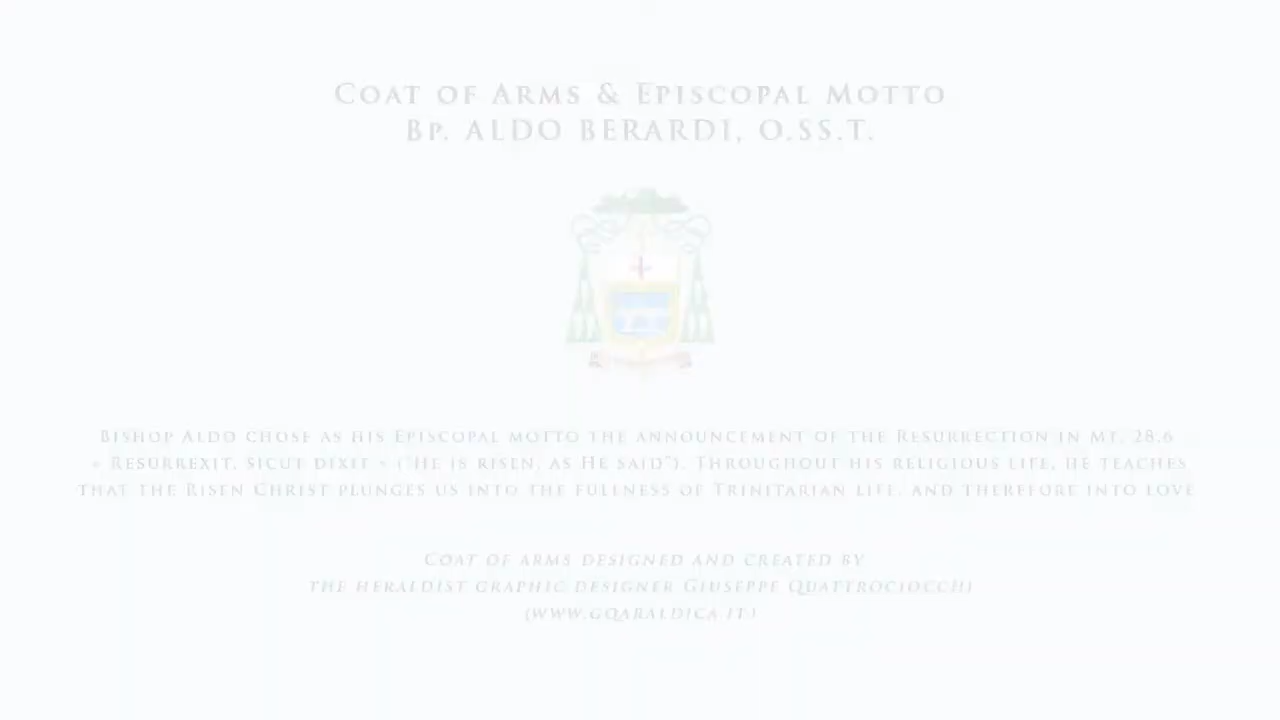 COAT OF ARMS & EPISCOPAL MOTTO
BP. ALDO BERARDI, O.SS.T.
BISHOP ALDO CHOSE AS HIS EPISCOPAL MOTTO THE ANNOUNCEMENT OF THE RESURRECTION IN MT. 28,6
« RESURREXIT, SICUT DIXIT » ("HE IS RISEN, AS HE SAID"). THROUGHOUT HIS RELIGIOUS LIFE, HE TEACHES
THAT THE RISEN CHRIST PLUNGES US INTO THE FULLNESS OF TRINITARIAN LIFE, AND THEREFORE INTO LOVE
COAT OF ARMS DESIGNED AND CREATED BY
THE HERALDIST GRAPHIC DESIGNER GIUSEPPE QUATTROCIOCCHI
(WWW.GQARALDICA.IT)